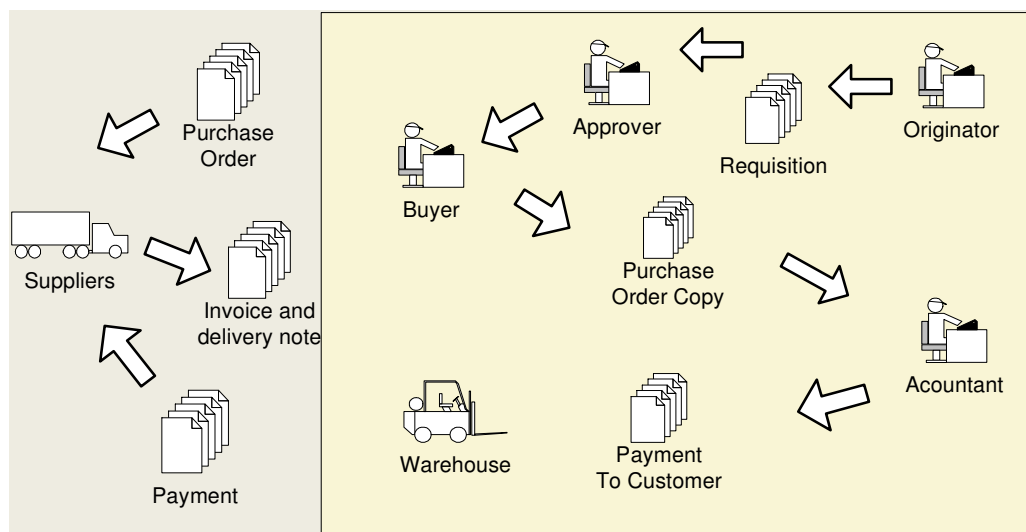 Purchase
Order
Suppliers
Invoice and
delivery note
Payment
Approver
Originator
Requisition
Buyer
Purchase
Order Copy
Acountant
Warehouse
Payment
To Customer